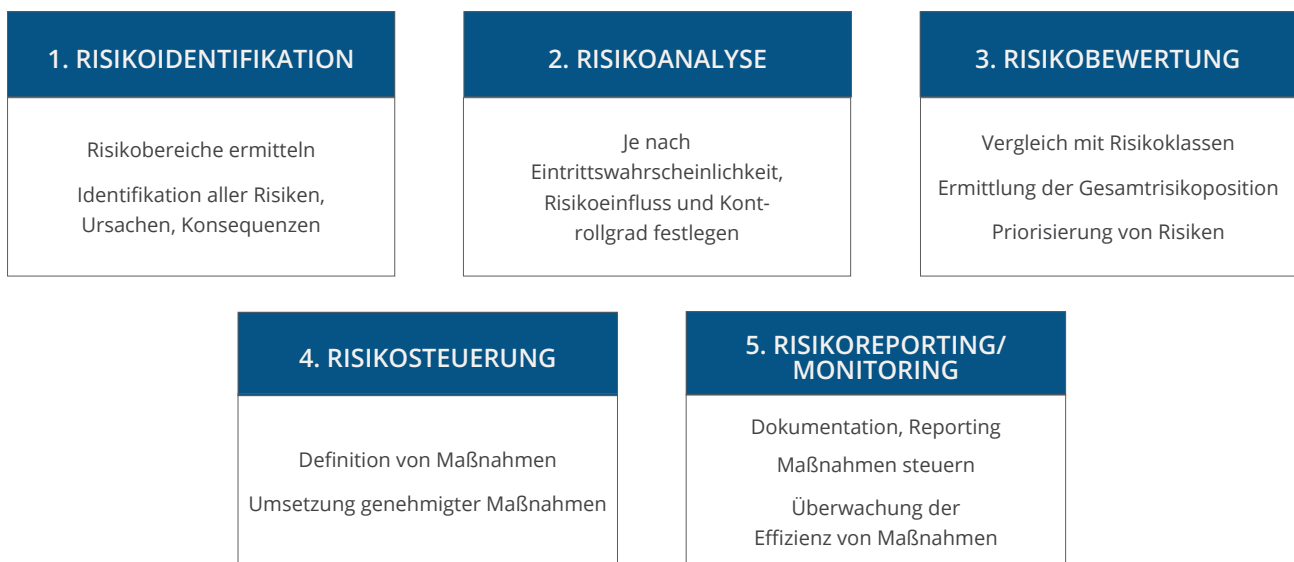 1. RISIKOIDENTIFIKATION
Risikobereiche ermitteln
Identifikation aller Risiken,
Ursachen, Konsequenzen
2. RISIKOANALYSE
Je nach
Eintrittswahrscheinlichkeit,
Risikoeinfluss und Kont-
rollgrad festlegen
3. RISIKOBEWERTUNG
Vergleich mit Risikoklassen
Ermittlung der Gesamtrisikoposition
Priorisierung von Risiken
4. RISIKOSTEUERUNG
Definition von Maßnahmen
Umsetzung genehmigter Maßnahmen
5. RISIKOREPORTING/
MONITORING
Dokumentation, Reporting
Maßnahmen steuern
Überwachung der
Effizienz von Maßnahmen